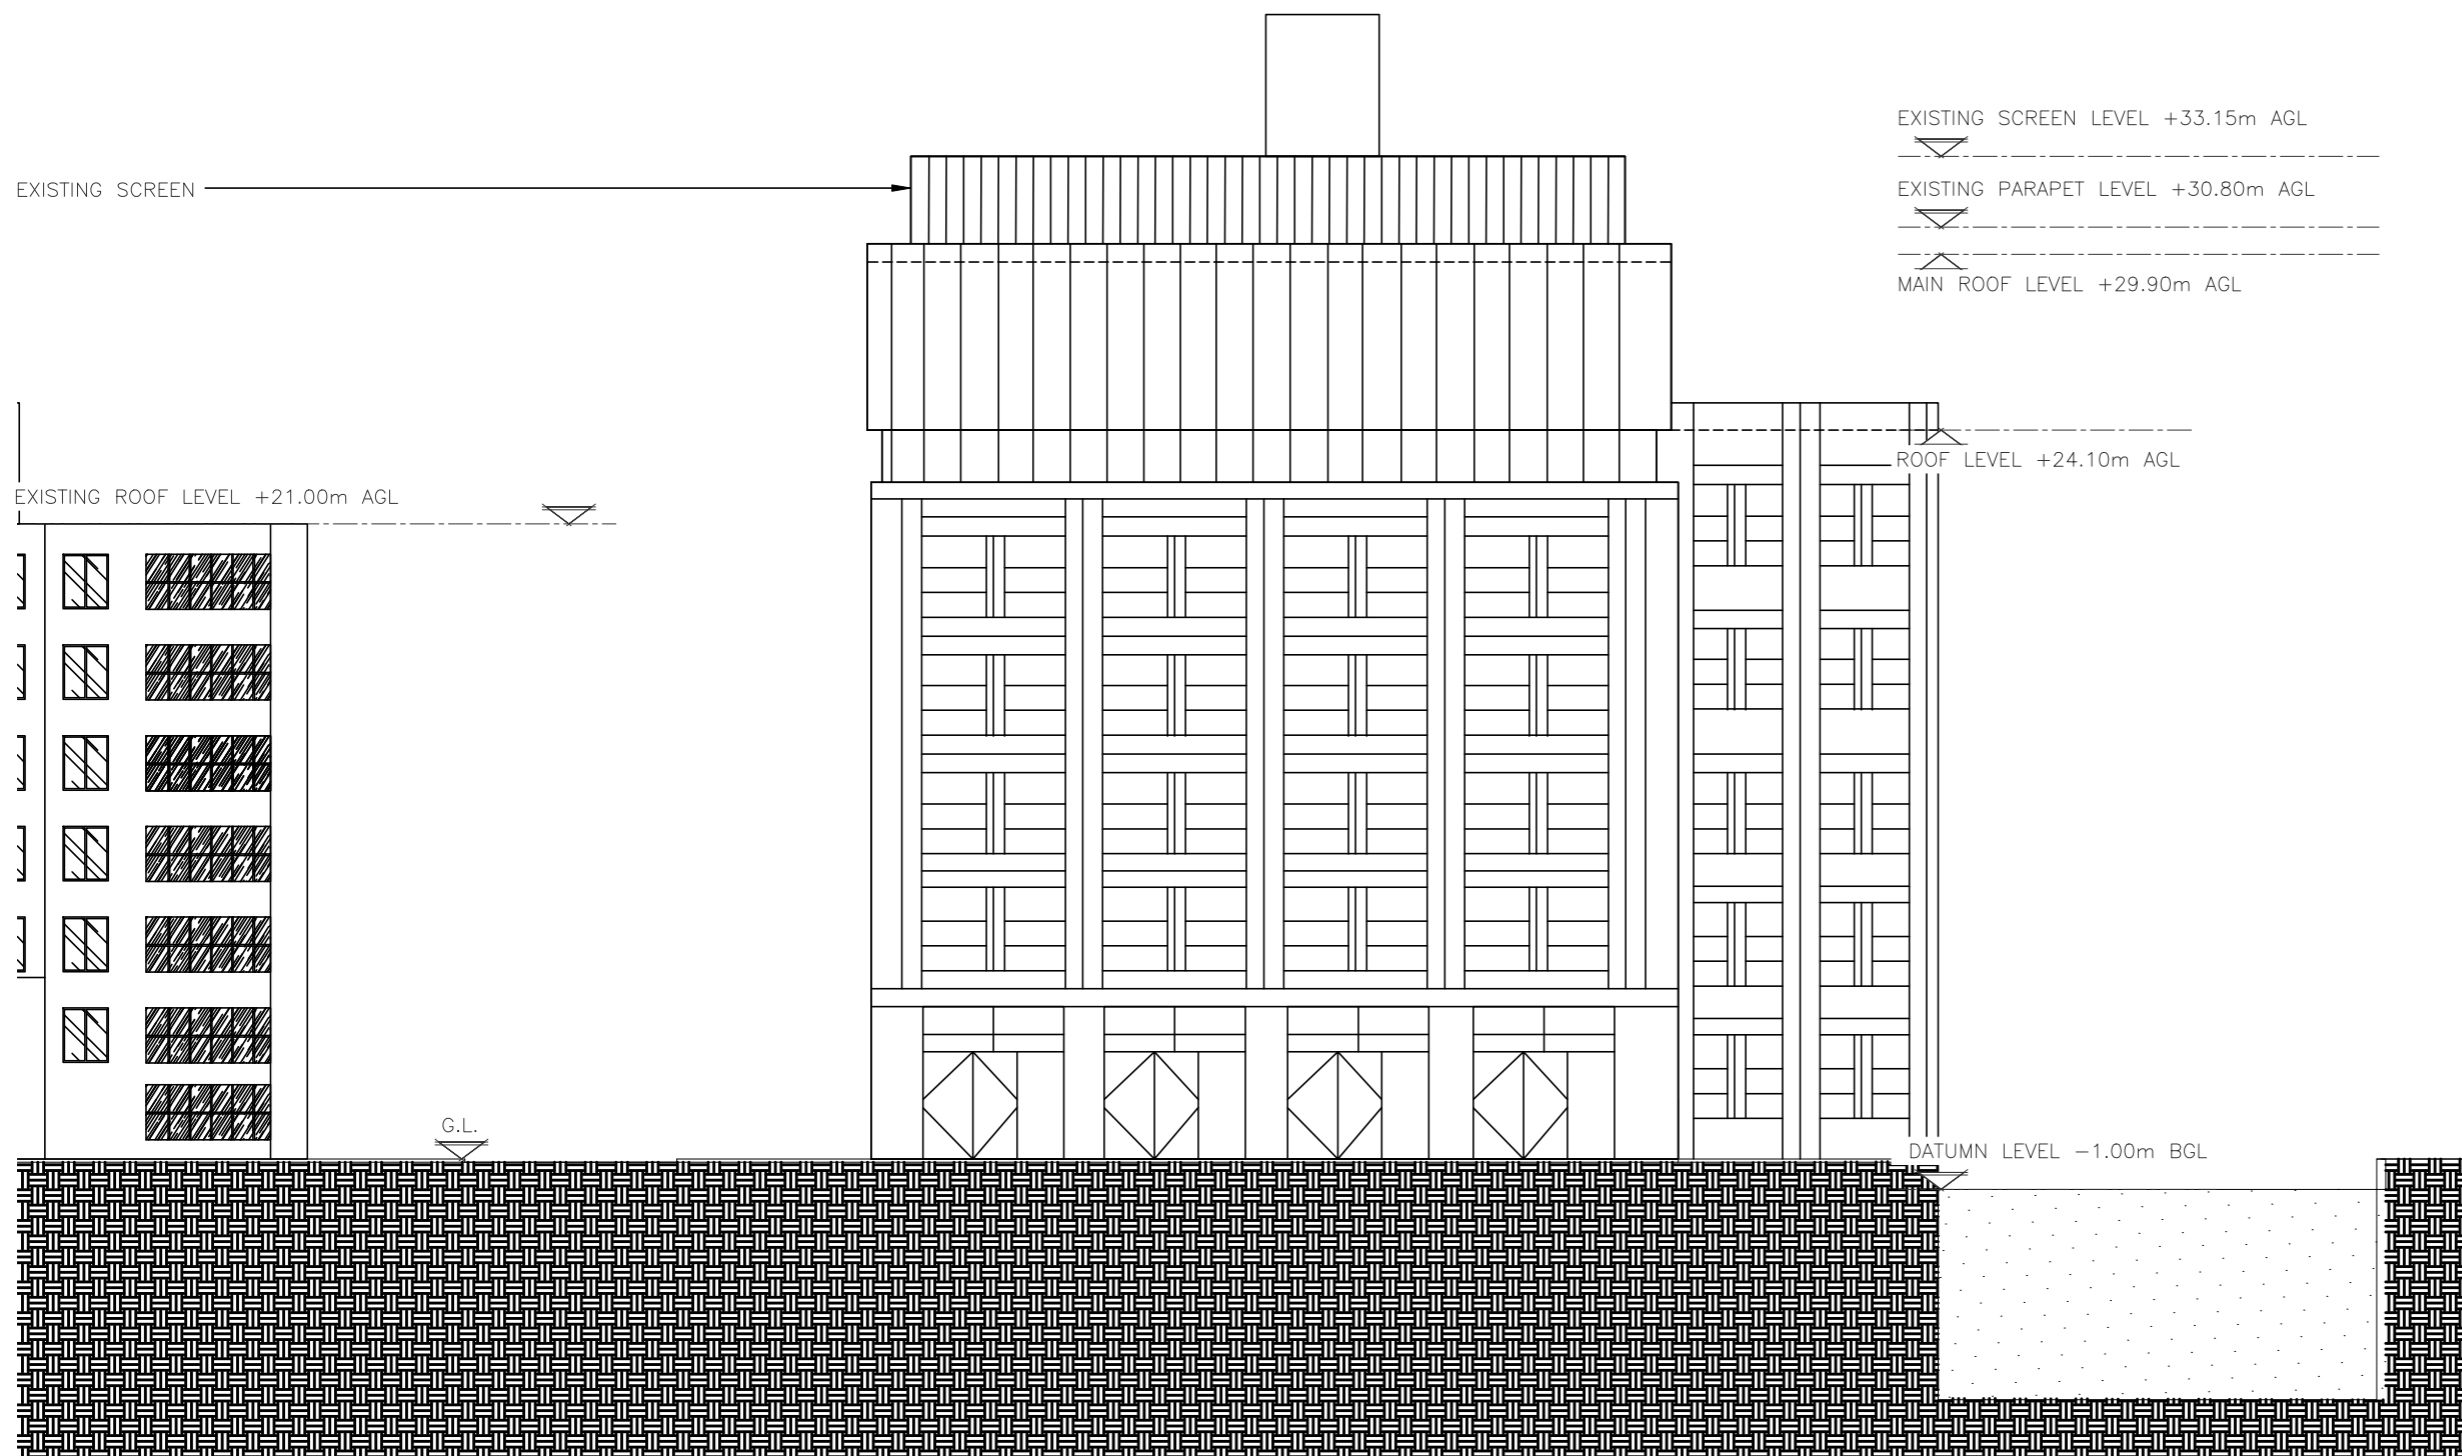 EXISTING SCREEN LEVEL +33.15m AGL
EXISTING SCREEN
EXISTING PARAPET LEVEL +30.80m AGL
MAIN ROOF LEVEL +29.90m AGL
ROOF LEVEL +24.10m AGL
EXISTING ROOF LEVEL +21.00m AGL
G.L.
DATUMN LEVEL −1.00m BGL